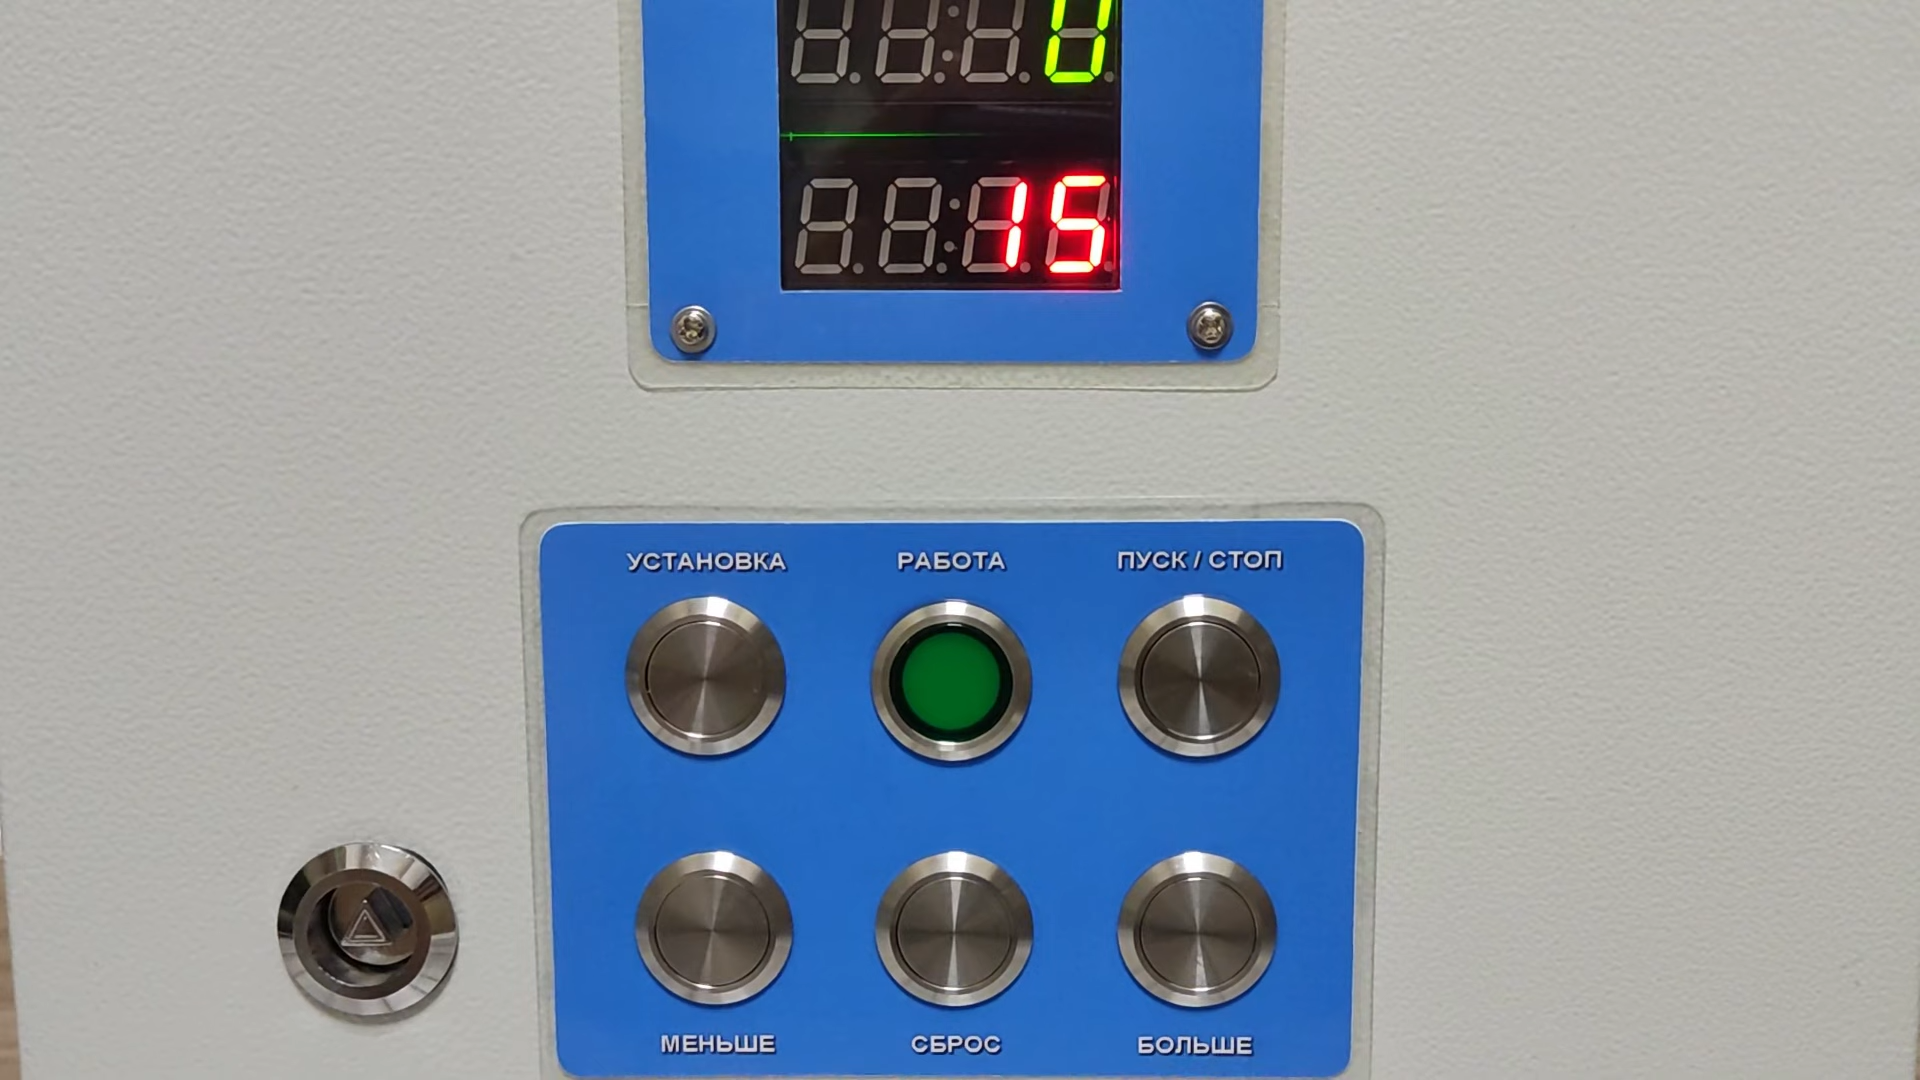 0
15
УСТАНОВКА
РАБОТА
ПУСК / СТОП
МЕНЬШЕ
СБРОС
БОЛЬШЕ